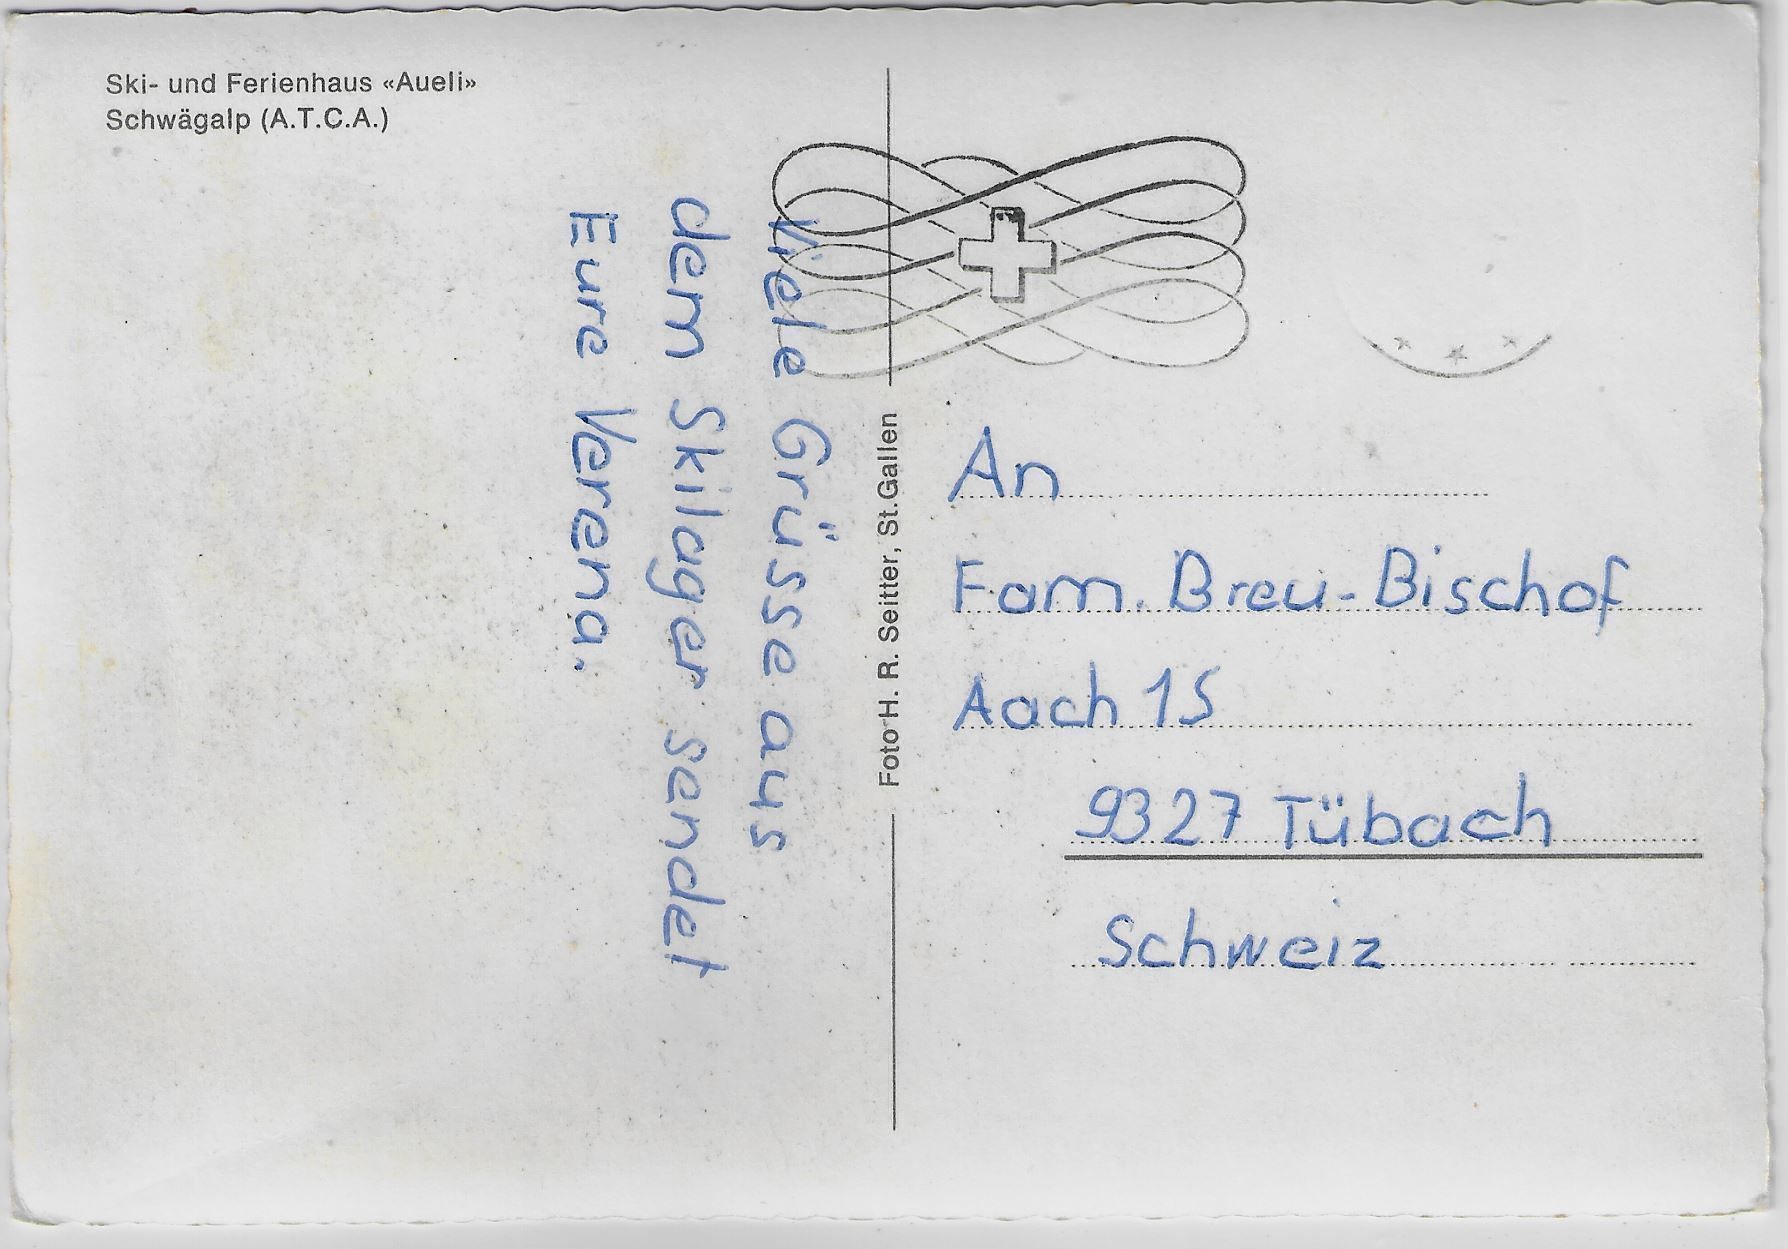 Ski- und Ferienhaus «Aueli»
Schwägalp (A.T.C.A.)
Viele Grüsse aus
dem Skilager sendet
Eure Verena.
Foto H. R. Seitter, St. Gallen
An
Fam. Breu-Bischof
Aach 15
9327 Tübach
Schweiz